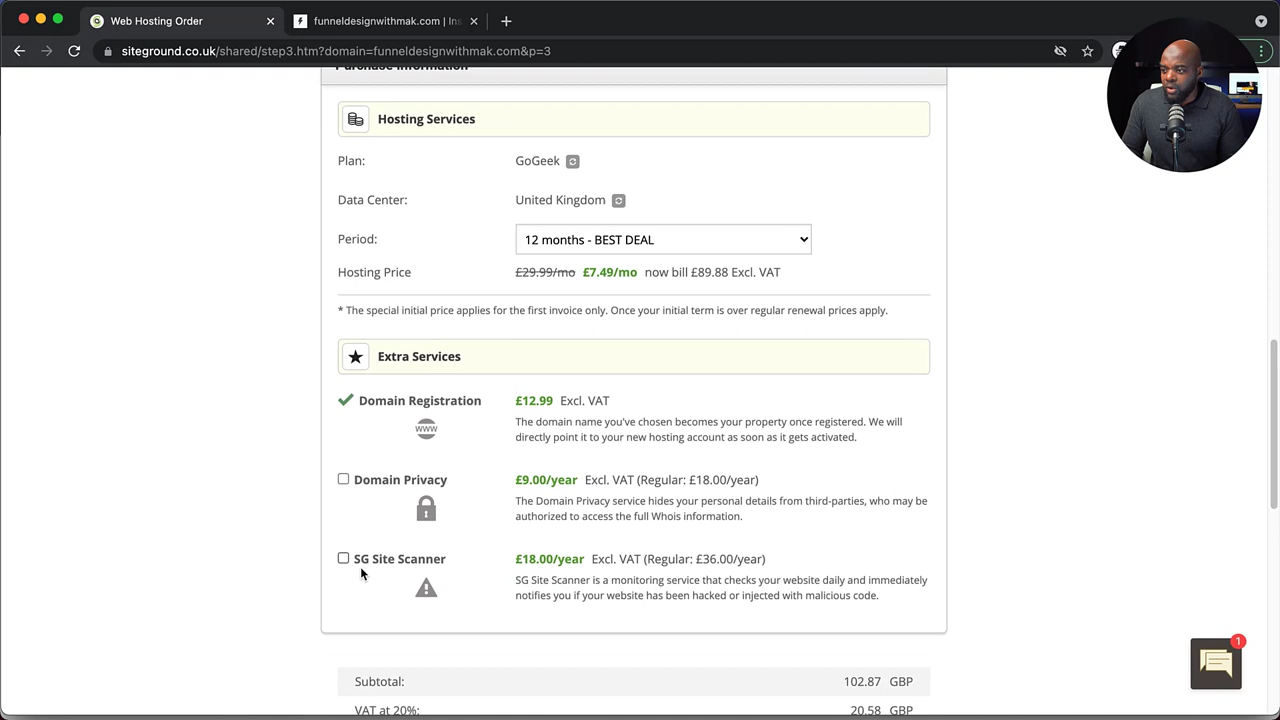 Web Hosting Order
funneldesignwithmak.com | Ins
siteground.co.uk/shared/step3.htm?domain=funneldesignwithmak.com&p=3
Purchase Information
Hosting Services
Plan: GoGeek
Data Center: United Kingdom
Period: 12 months - BEST DEAL
Hosting Price £29.99/mo £7.49/mo now bill £89.88 Excl. VAT
* The special initial price applies for the first invoice only. Once your initial term is over regular renewal prices apply.
Extra Services
Domain Registration £12.99 Excl. VAT
www
The domain name you've chosen becomes your property once registered. We will
directly point it to your new hosting account as soon as it gets activated.
Domain Privacy £9.00/year Excl. VAT (Regular: £18.00/year)
The Domain Privacy service hides your personal details from third-parties, who may be
authorized to access the full Whois information.
SG Site Scanner £18.00/year Excl. VAT (Regular: £36.00/year)
SG Site Scanner is a monitoring service that checks your website daily and immediately
notifies you if your website has been hacked or injected with malicious code.
1
Subtotal: 102.87 GBP
VAT at 20%: 20.58 GBP